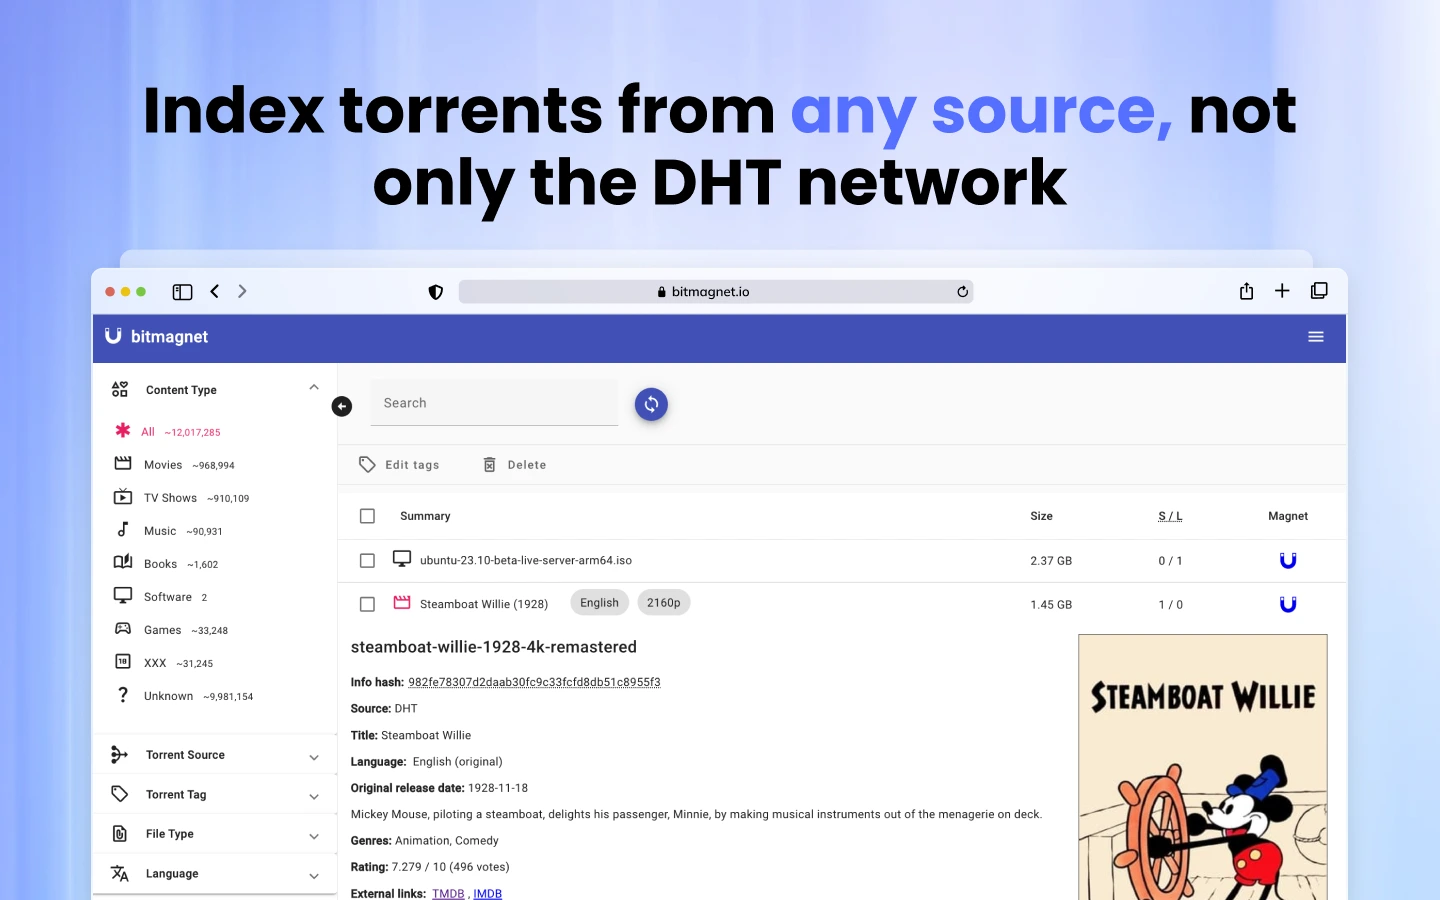 Index torrents from any source, not
only the DHT network
bitmagnet.io
bitmagnet
Content Type
All ~12,017,285
Movies ~968,994
TV Shows ~910,109
Music ~90,931
Books ~1,602
Software 2
Games ~33,248
18
XXX ~31,245
? Unknown ~9,981,154
Torrent Source
Torrent Tag
File Type
Language
Search
Edit tags Delete
Summary Size S / L Magnet
ubuntu-23.10-beta-live-server-arm64.iso 2.37 GB 0 / 1
Steamboat Willie (1928) English 2160p 1.45 GB 1 / 0
steamboat-willie-1928-4k-remastered
Info hash: 982fe78307d2daab30fc9c33fcfd8db51c8955f3
Source: DHT
Title: Steamboat Willie
Language: English (original)
Original release date: 1928-11-18
Mickey Mouse, piloting a steamboat, delights his passenger, Minnie, by making musical instruments out of the menagerie on deck.
Genres: Animation, Comedy
Rating: 7.279 / 10 (496 votes)
External links: TMDB , IMDB
STEAMBOAT WILLIE